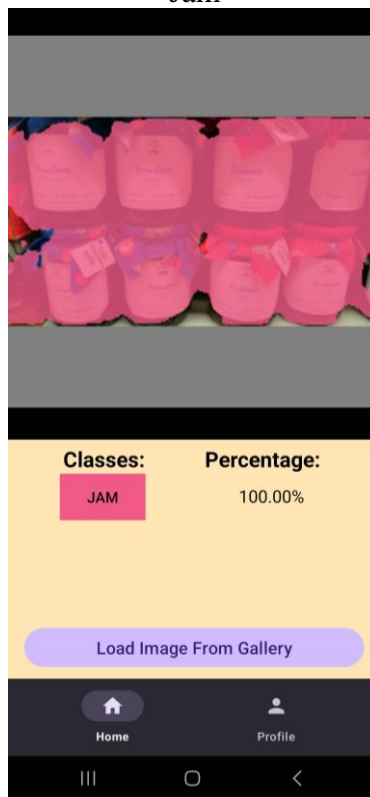 Jam
Classes: Percentage:
JAM 100.00%
Load Image From Gallery
Home Profile